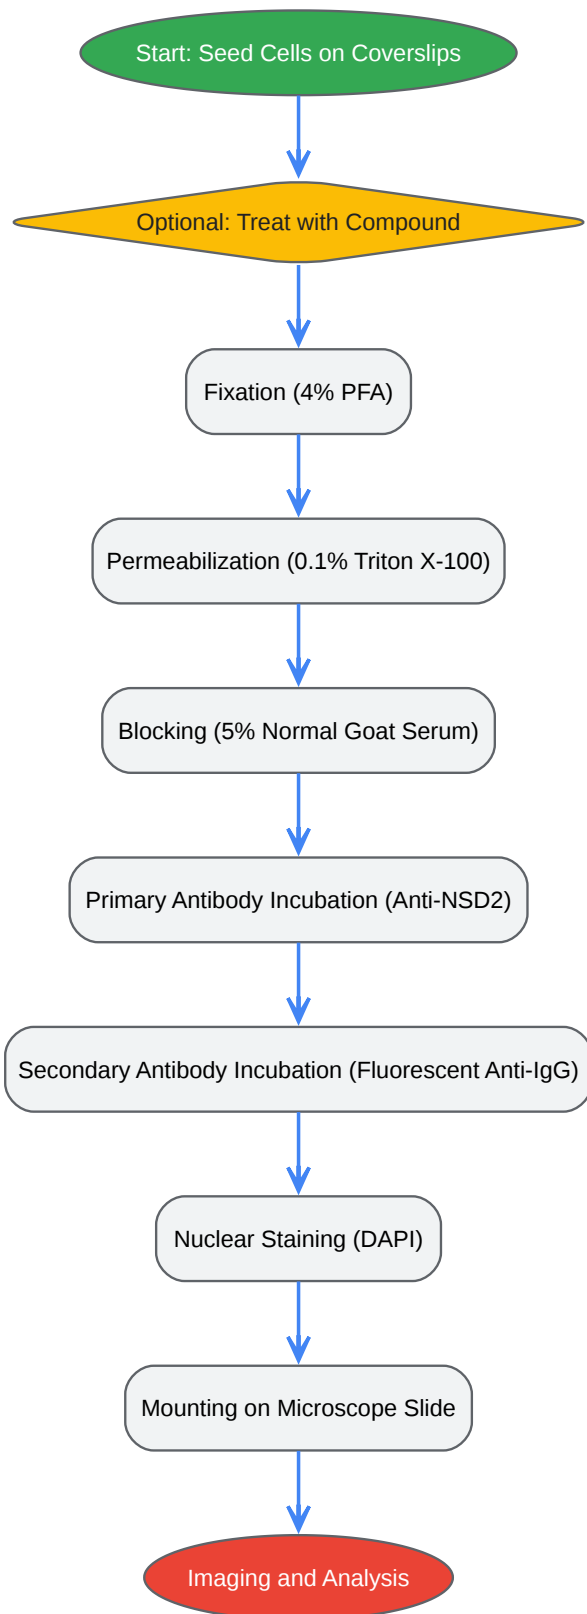 Start: Seed Cells on Coverslips
Optional: Treat with Compound
Fixation (4% PFA)
Permeabilization (0.1% Triton X-100)
Blocking (5% Normal Goat Serum)
Primary Antibody Incubation (Anti-NSD2)
Secondary Antibody Incubation (Fluorescent Anti-IgG)
Nuclear Staining (DAPI)
Mounting on Microscope Slide
Imaging and Analysis